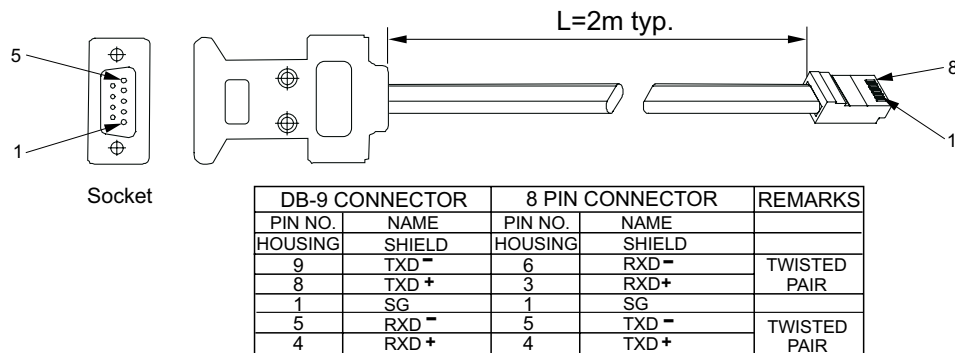 L=2m typ.
5
8
1
1
Socket
DB-9 CONNECTOR 8 PIN CONNECTOR REMARKS
PIN NO. NAME PIN NO. NAME
HOUSING SHIELD HOUSING SHIELD
9 TXD- 6 RXD- TWISTED
8 TXD+ 3 RXD+ PAIR
1 SG 1 SG
5 RXD- 5 TXD- TWISTED
4 RXD+ 4 TXD+ PAIR